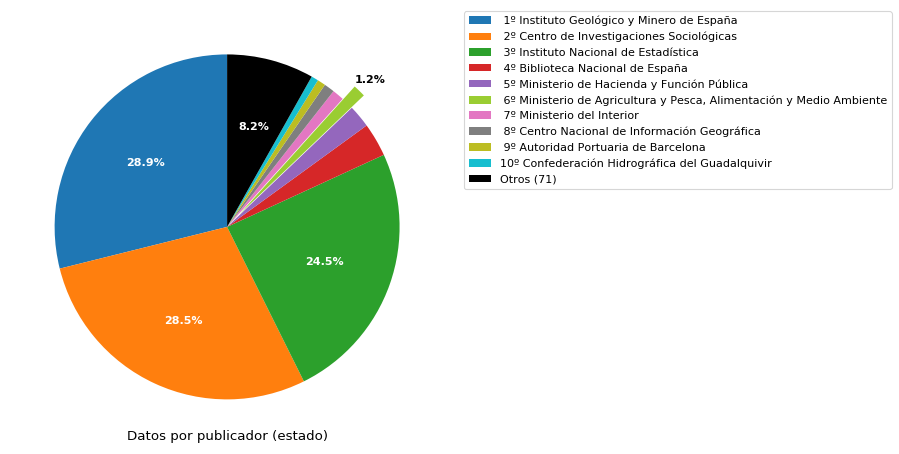 1º Instituto Geológico y Minero de España
2º Centro de Investigaciones Sociológicas
3º Instituto Nacional de Estadística
4º Biblioteca Nacional de España
5º Ministerio de Hacienda y Función Pública
6º Ministerio de Agricultura y Pesca, Alimentación y Medio Ambiente
7º Ministerio del Interior
8º Centro Nacional de Información Geográfica
9º Autoridad Portuaria de Barcelona
10º Confederación Hidrográfica del Guadalquivir
Otros (71)
1.2%
8.2%
28.9%
24.5%
28.5%
Datos por publicador (estado)